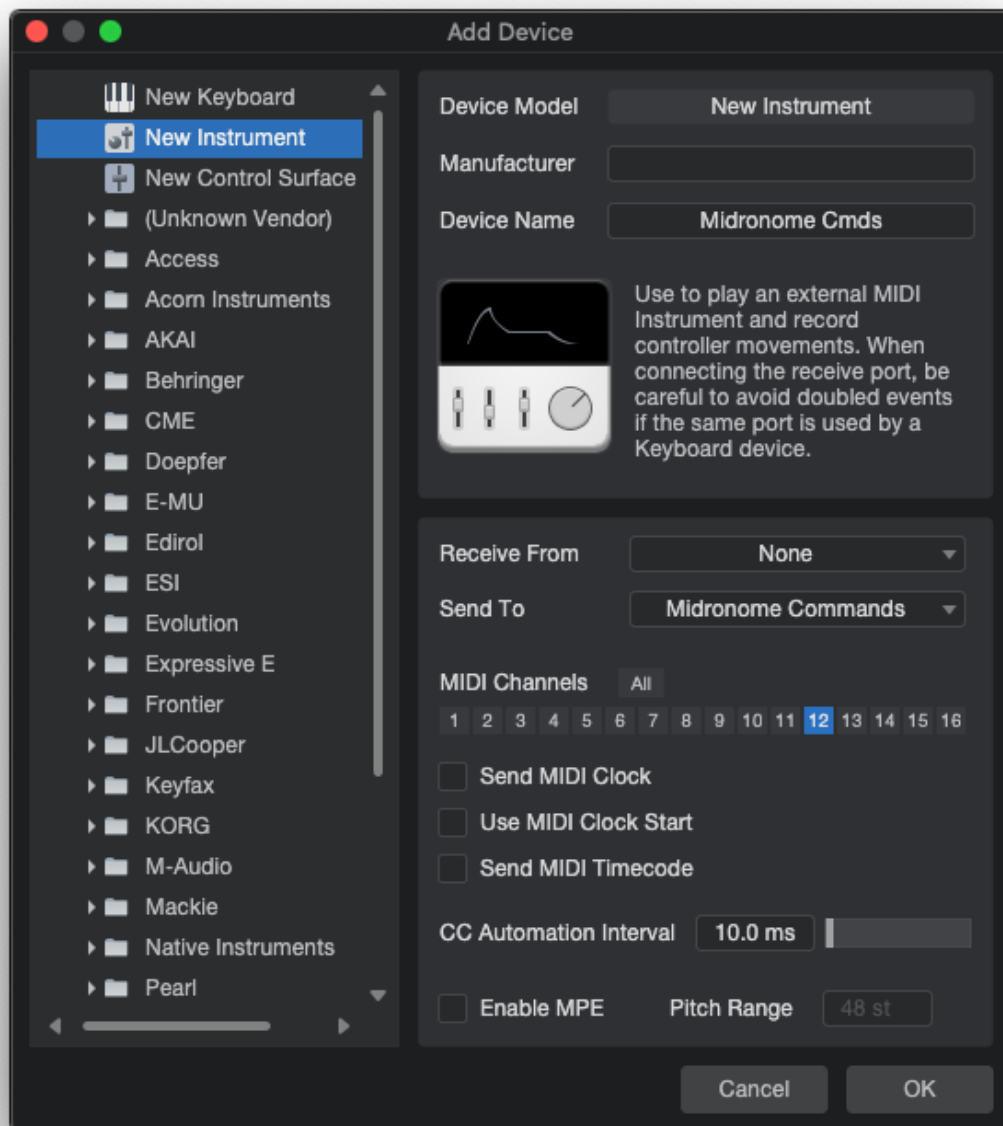 Add Device
New Keyboard
New Instrument
New Control Surface
(Unknown Vendor)
Access
Acorn Instruments
AKAI
Behringer
CME
Doepfer
E-MU
Edirol
ESI
Evolution
Expressive E
Frontier
JLCooper
Keyfax
KORG
M-Audio
Mackie
Native Instruments
Pearl
Device Model New Instrument
Manufacturer
Device Name Midronome Cmds
Use to play an external MIDI
Instrument and record
controller movements. When
connecting the receive port, be
careful to avoid doubled events
if the same port is used by a
Keyboard device.
Receive From None
Send To Midronome Commands
MIDI Channels All
1 2 3 4 5 6 7 8 9 10 11 12 13 14 15 16
Send MIDI Clock
Use MIDI Clock Start
Send MIDI Timecode
CC Automation Interval 10.0 ms
Enable MPE Pitch Range 48 st
Cancel OK